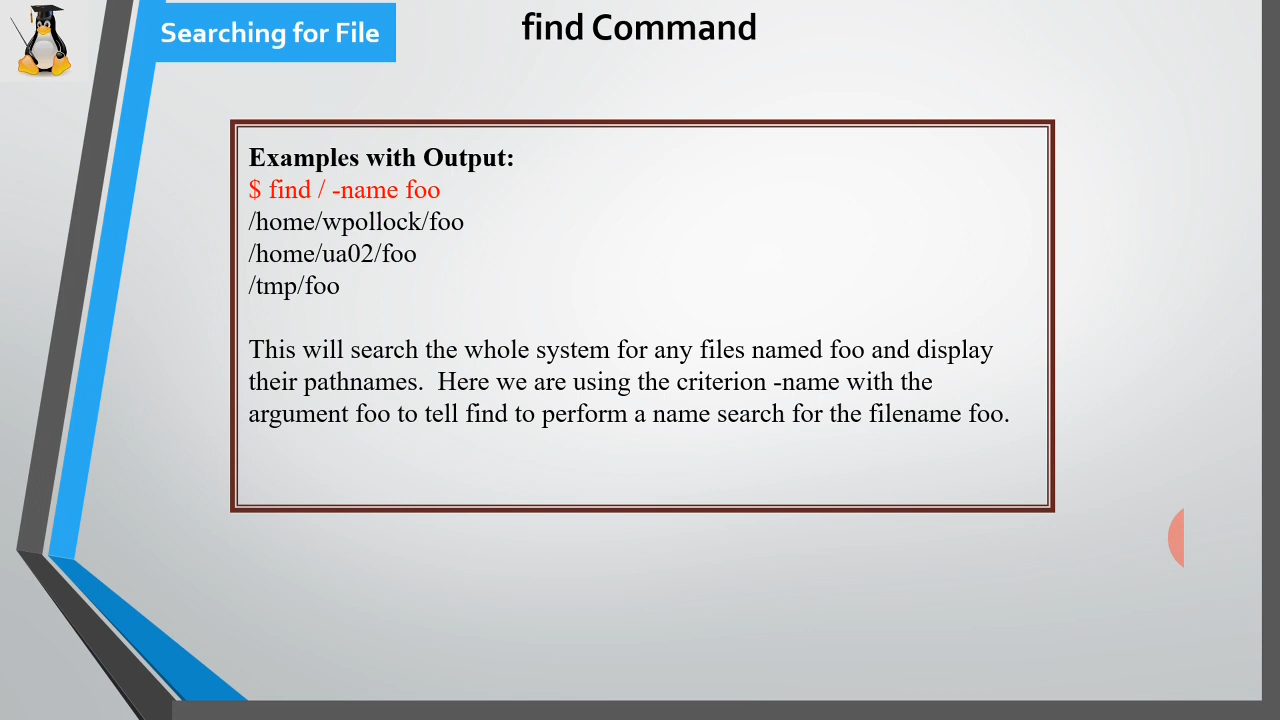 Searching for File
find Command
Examples with Output:
$ find / -name foo
/home/wpollock/foo
/home/ua02/foo
/tmp/foo
This will search the whole system for any files named foo and display
their pathnames.  Here we are using the criterion -name with the
argument foo to tell find to perform a name search for the filename foo.